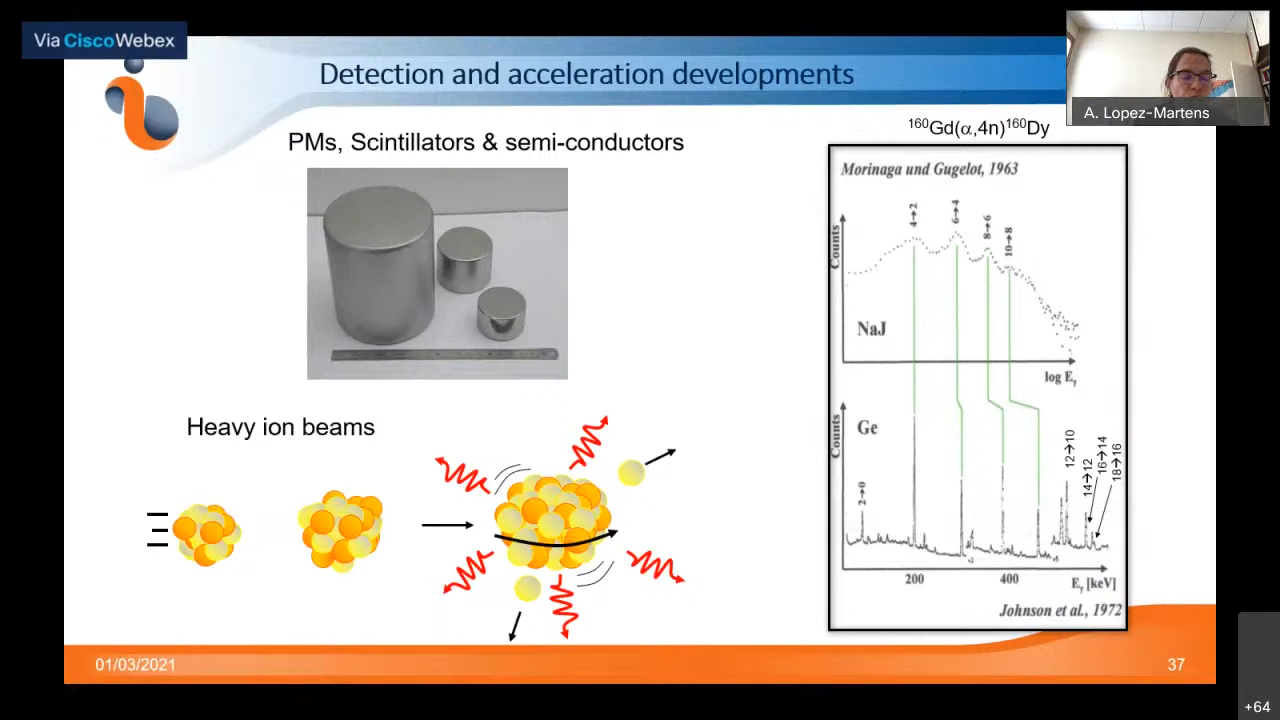 Via Cisco Webex
Detection and acceleration developments
A. Lopez-Martens
PMs, Scintillators & semi-conductors
¹⁶⁰Gd(α,4n)¹⁶⁰Dy
Morinaga und Gugelot, 1963
4→2
6→4
8→6
10→8
Counts
NaJ
log Eγ
Heavy ion beams
Counts
Ge
2→0
12→10
14→12
16→14
18→16
200
400
Eγ [keV]
Johnson et al., 1972
01/03/2021
37
+64